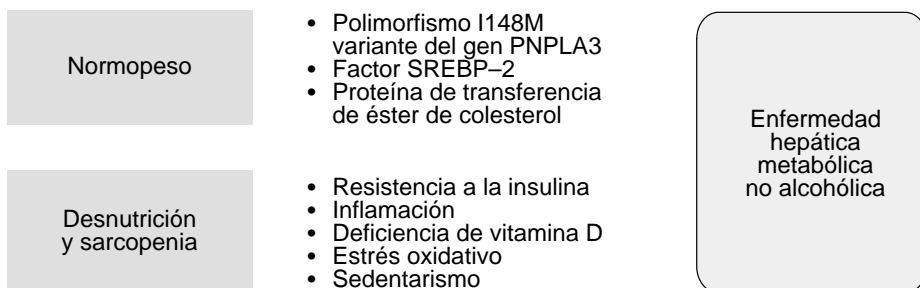 Normopeso
• Polimorfismo I148M
variante del gen PNPLA3
• Factor SREBP–2
• Proteína de transferencia
de éster de colesterol
Desnutrición
y sarcopenia
• Resistencia a la insulina
• Inflamación
• Deficiencia de vitamina D
• Estrés oxidativo
• Sedentarismo
Enfermedad
hepática
metabólica
no alcohólica